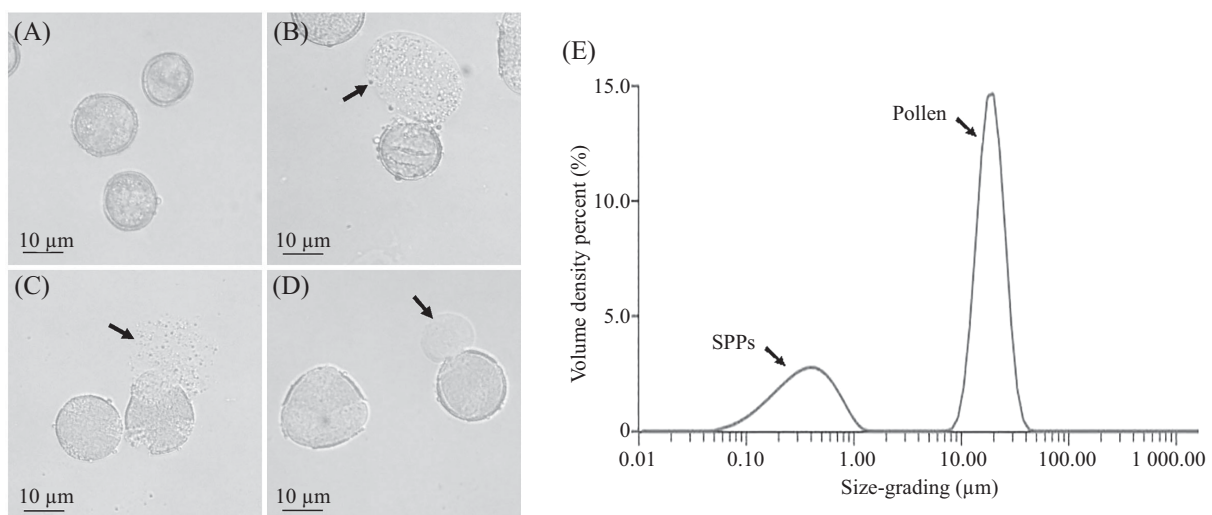 (A)
(B)
10 µm
10 µm
(C)
(D)
10 µm
10 µm
(E)
Volume density percent (%)
15.0
10.0
5.0
0
Pollen
SPPs
0.01 0.10 1.00 10.00 100.00 1 000.00
Size-grading (µm)